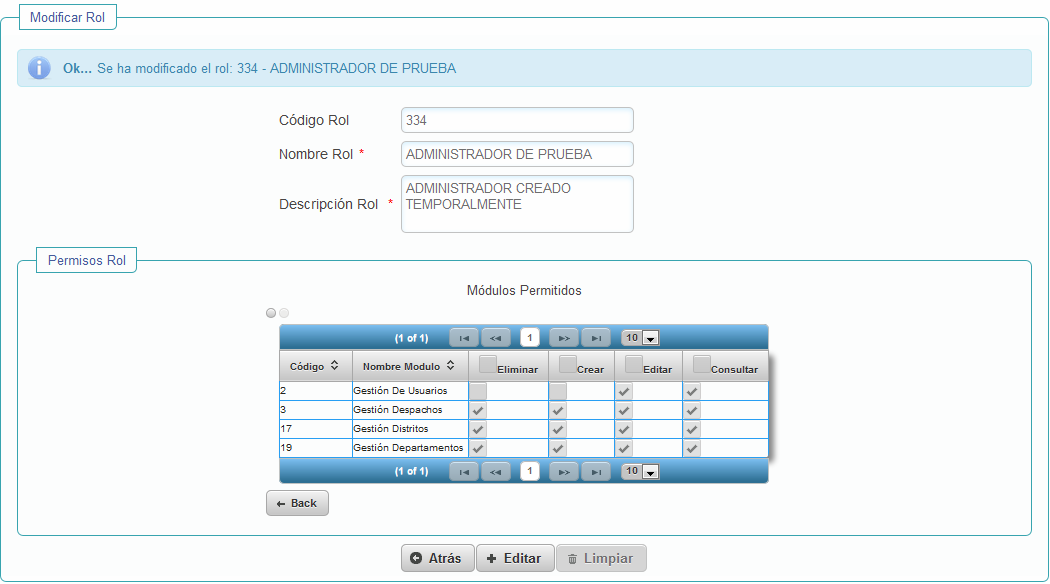 Modificar Rol
Ok... Se ha modificado el rol: 334 - ADMINISTRADOR DE PRUEBA
Código Rol 334
Nombre Rol * ADMINISTRADOR DE PRUEBA
Descripción Rol * ADMINISTRADOR CREADO
TEMPORALMENTE
Permisos Rol
Módulos Permitidos
(1 of 1) 1 10
Código Nombre Modulo Eliminar Crear Editar Consultar
2 Gestión De Usuarios
3 Gestión Despachos
17 Gestión Distritos
19 Gestión Departamentos
(1 of 1) 1 10
Back
Atrás Editar Limpiar